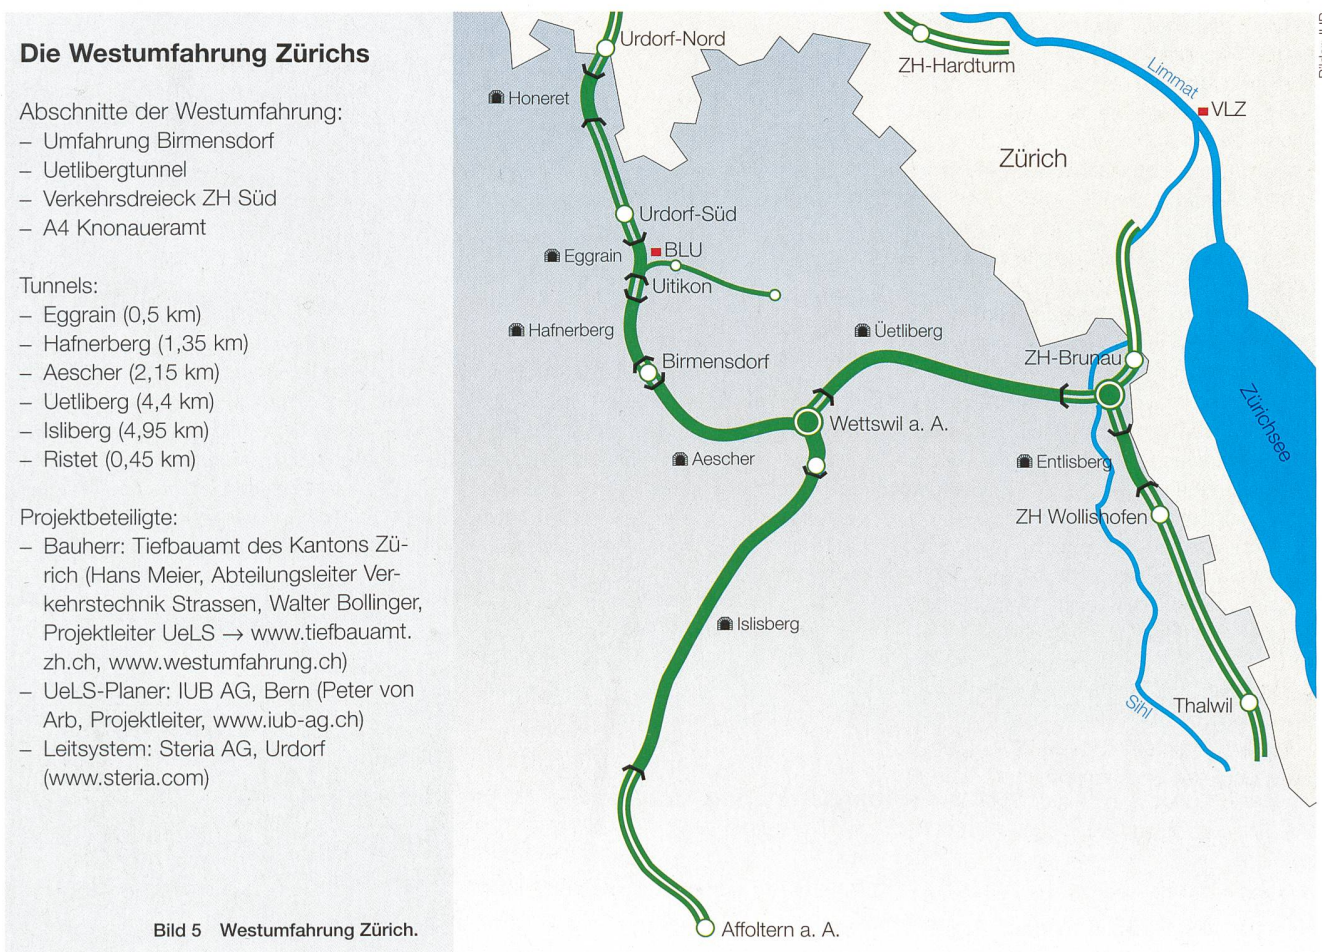 Die Westumfahrung Zürichs
Abschnitte der Westumfahrung:
– Umfahrung Birmensdorf
– Uetlibergtunnel
– Verkehrsdreieck ZH Süd
– A4 Knonaueramt
Tunnels:
– Eggrain (0,5 km)
– Hafnerberg (1,35 km)
– Aescher (2,15 km)
– Uetliberg (4,4 km)
– Isliberg (4,95 km)
– Ristet (0,45 km)
Projektbeteiligte:
– Bauherr: Tiefbauamt des Kantons Zü-
rich (Hans Meier, Abteilungsleiter Ver-
kehrstechnik Strassen, Walter Bollinger,
Projektleiter UeLS → www.tiefbauamt.
zh.ch, www.westumfahrung.ch)
– UeLS-Planer: IUB AG, Bern (Peter von
Arb, Projektleiter, www.iub-ag.ch)
– Leitsystem: Steria AG, Urdorf
(www.steria.com)
Bild 5 Westumfahrung Zürich.
Urdorf-Nord
ZH-Hardturm
Limmat
Honeret
VLZ
Zürich
Urdorf-Süd
BLU
Eggrain
Uitikon
Hafnerberg
Üetliberg
Birmensdorf
ZH-Brunau
Zürichsee
Wettswil a. A.
Aescher
Entlisberg
ZH Wollishofen
Islisberg
Sihl
Thalwil
Affoltern a. A.